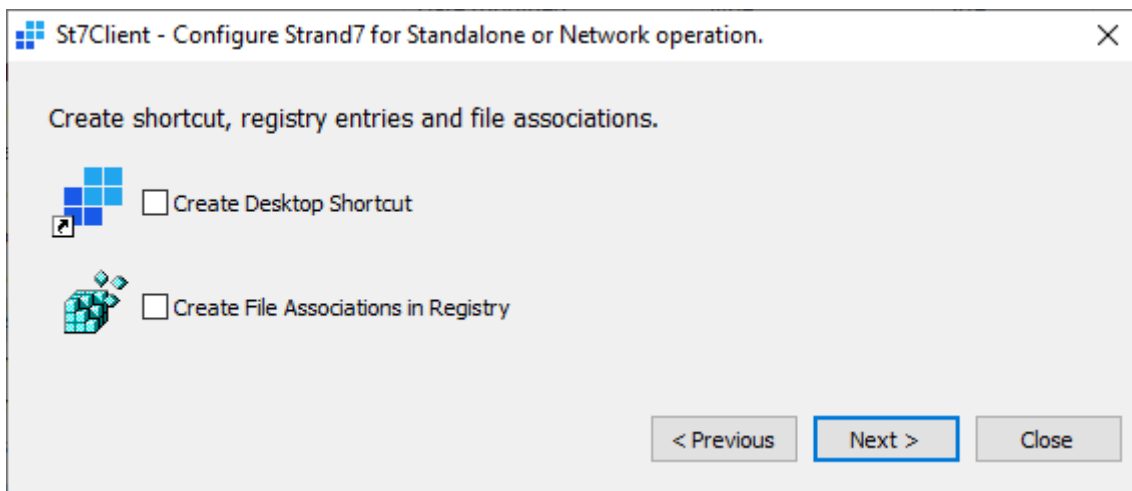 St7Client - Configure Strand7 for Standalone or Network operation.
Create shortcut, registry entries and file associations.
Create Desktop Shortcut
Create File Associations in Registry
< Previous
Next >
Close